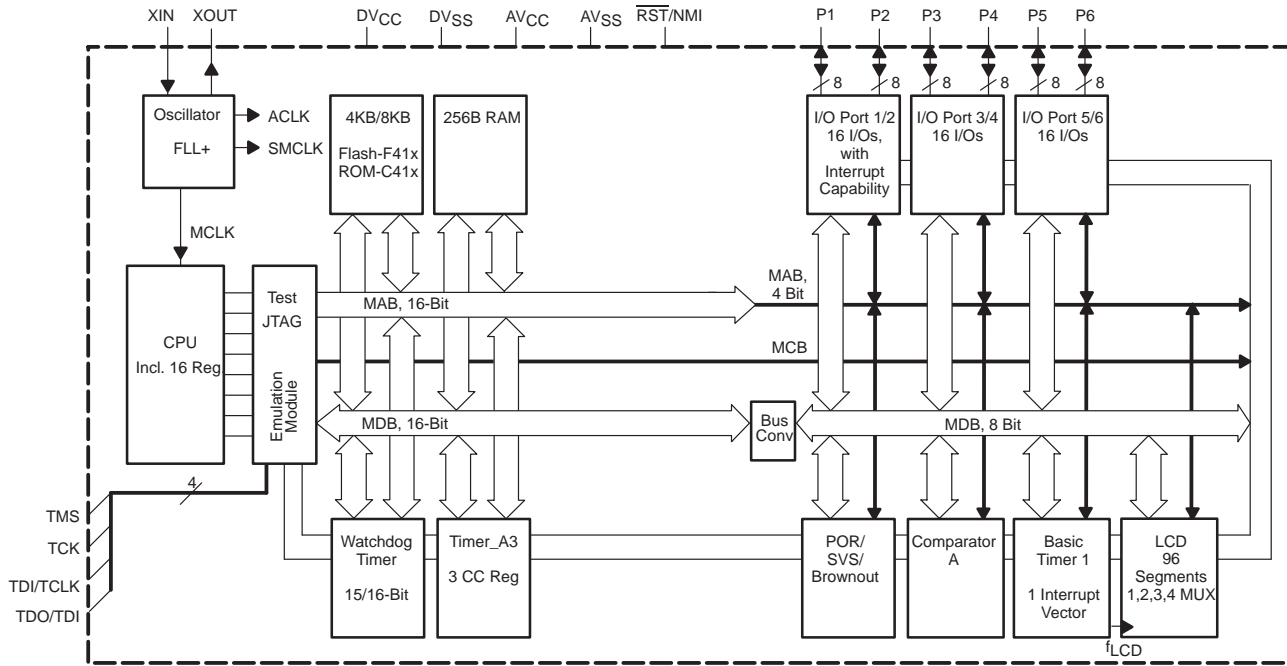 XIN XOUT DVCC DVSS AVCC AVSS RST/NMI P1 P2 P3 P4 P5 P6
8 8 8 8 8 8
Oscillator
FLL+
ACLK
SMCLK
4KB/8KB
Flash-F41x
ROM-C41x
256B RAM
I/O Port 1/2
16 I/Os,
with
Interrupt
Capability
I/O Port 3/4
16 I/Os
I/O Port 5/6
16 I/Os
MCLK
CPU
Incl. 16 Reg.
Test
JTAG
Emulation
Module
MAB, 16-Bit
MAB,
4 Bit
MCB
MDB, 16-Bit
Bus
Conv
MDB, 8 Bit
4
TMS
TCK
TDI/TCLK
TDO/TDI
Watchdog
Timer
15/16-Bit
Timer_A3
3 CC Reg
POR/
SVS/
Brownout
Comparator
A
Basic
Timer 1
1 Interrupt
Vector
LCD
96
Segments
1,2,3,4 MUX
fLCD